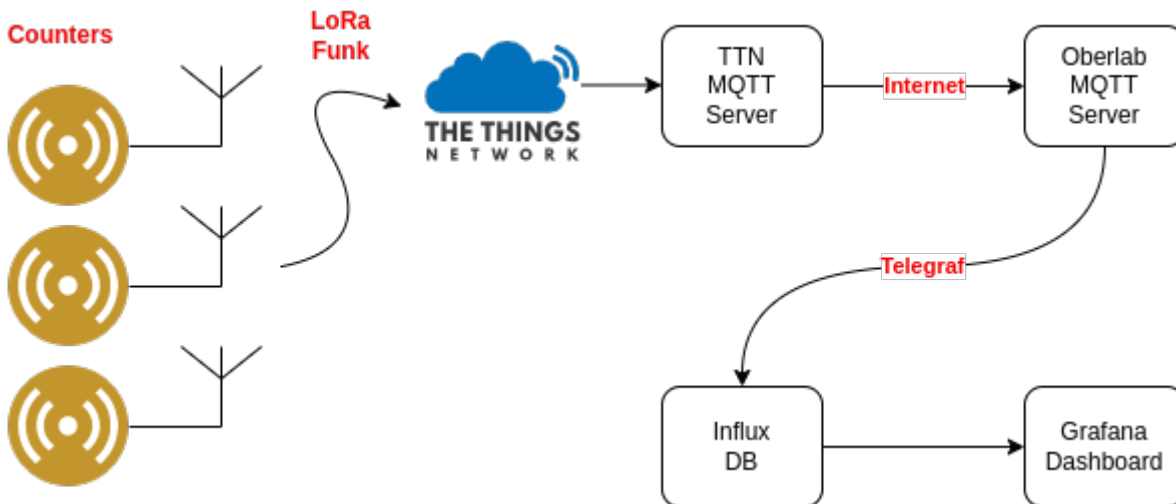 Counters
LoRa
Funk
THE THINGS
NETWORK
TTN
MQTT
Server
Internet
Oberlab
MQTT
Server
Telegraf
Influx
DB
Grafana
Dashboard